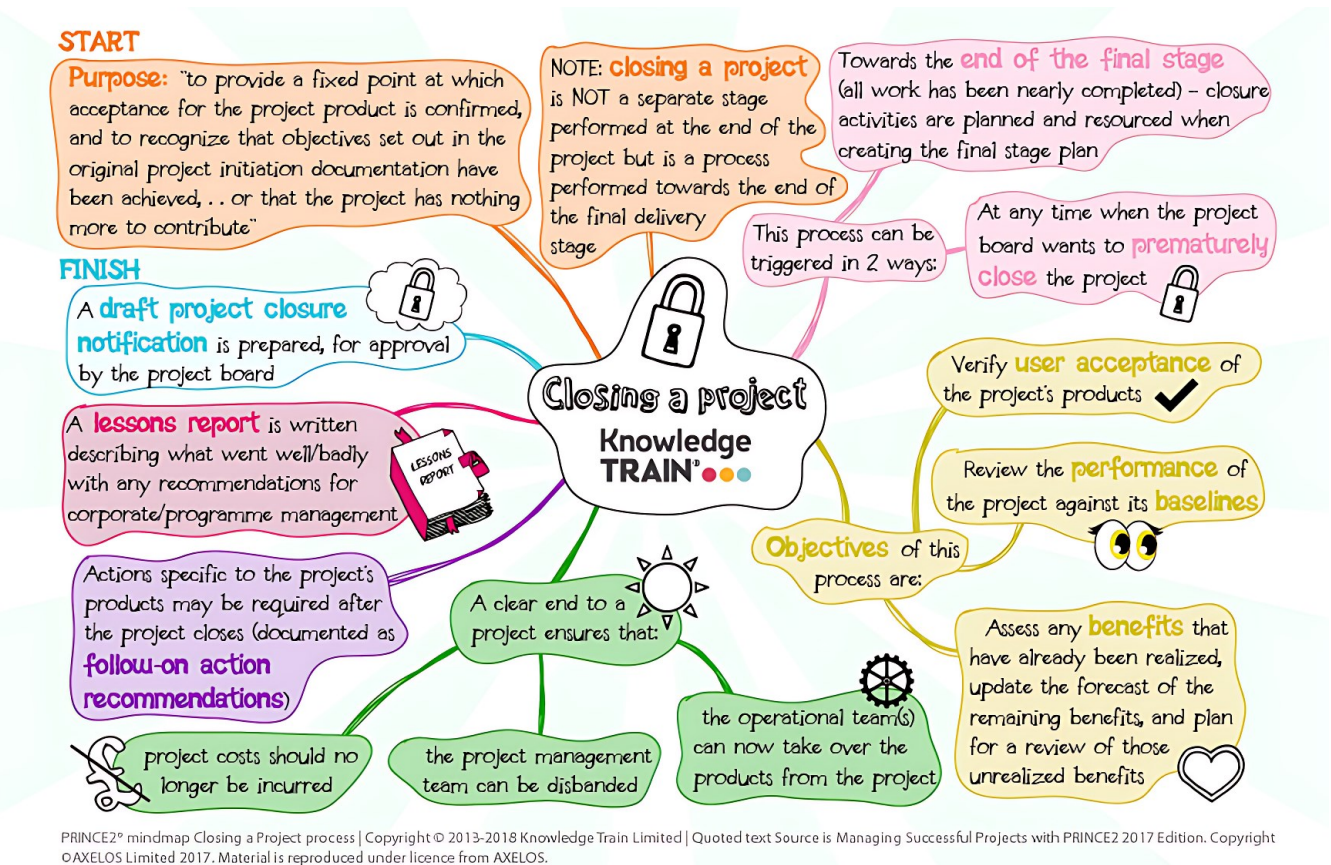 START
Purpose: "to provide a fixed point at which
acceptance for the project product is confirmed,
and to recognize that objectives set out in the
original project initiation documentation have
been achieved, . . or that the project has nothing
more to contribute"
NOTE: closing a project
is NOT a separate stage
performed at the end of the
project but is a process
performed towards the end of
the final delivery
stage
Towards the end of the final stage
(all work has been nearly completed) – closure
activities are planned and resourced when
creating the final stage plan
This process can be
triggered in 2 ways:
At any time when the project
board wants to prematurely
close the project
FINISH
A draft project closure
notification is prepared, for approval
by the project board
Closing a project
Knowledge
TRAIN®
Verify user acceptance of
the project's products
A lessons report is written
describing what went well/badly
with any recommendations for
corporate/programme management
LESSONS
REPORT
Review the performance of
the project against its baselines
Objectives of this
process are:
Actions specific to the project's
products may be required after
the project closes (documented as
follow-on action
recommendations)
A clear end to a
project ensures that:
Assess any benefits that
have already been realized,
update the forecast of the
remaining benefits, and plan
for a review of those
unrealized benefits
project costs should no
longer be incurred
the project management
team can be disbanded
the operational team(s)
can now take over the
products from the project
PRINCE2® mindmap Closing a Project process | Copyright © 2013-2018 Knowledge Train Limited | Quoted text Source is Managing Successful Projects with PRINCE2 2017 Edition. Copyright
©AXELOS Limited 2017. Material is reproduced under licence from AXELOS.